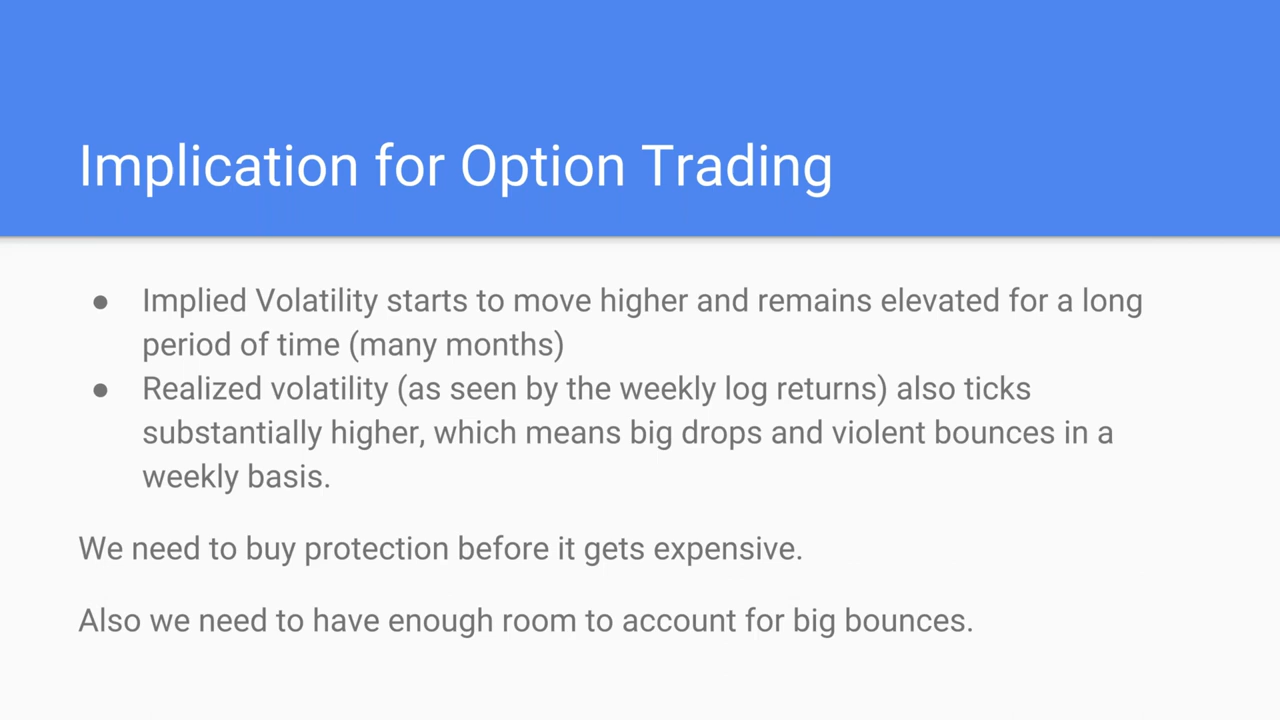 Implication for Option Trading
● Implied Volatility starts to move higher and remains elevated for a long
period of time (many months)
● Realized volatility (as seen by the weekly log returns) also ticks
substantially higher, which means big drops and violent bounces in a
weekly basis.
We need to buy protection before it gets expensive.
Also we need to have enough room to account for big bounces.